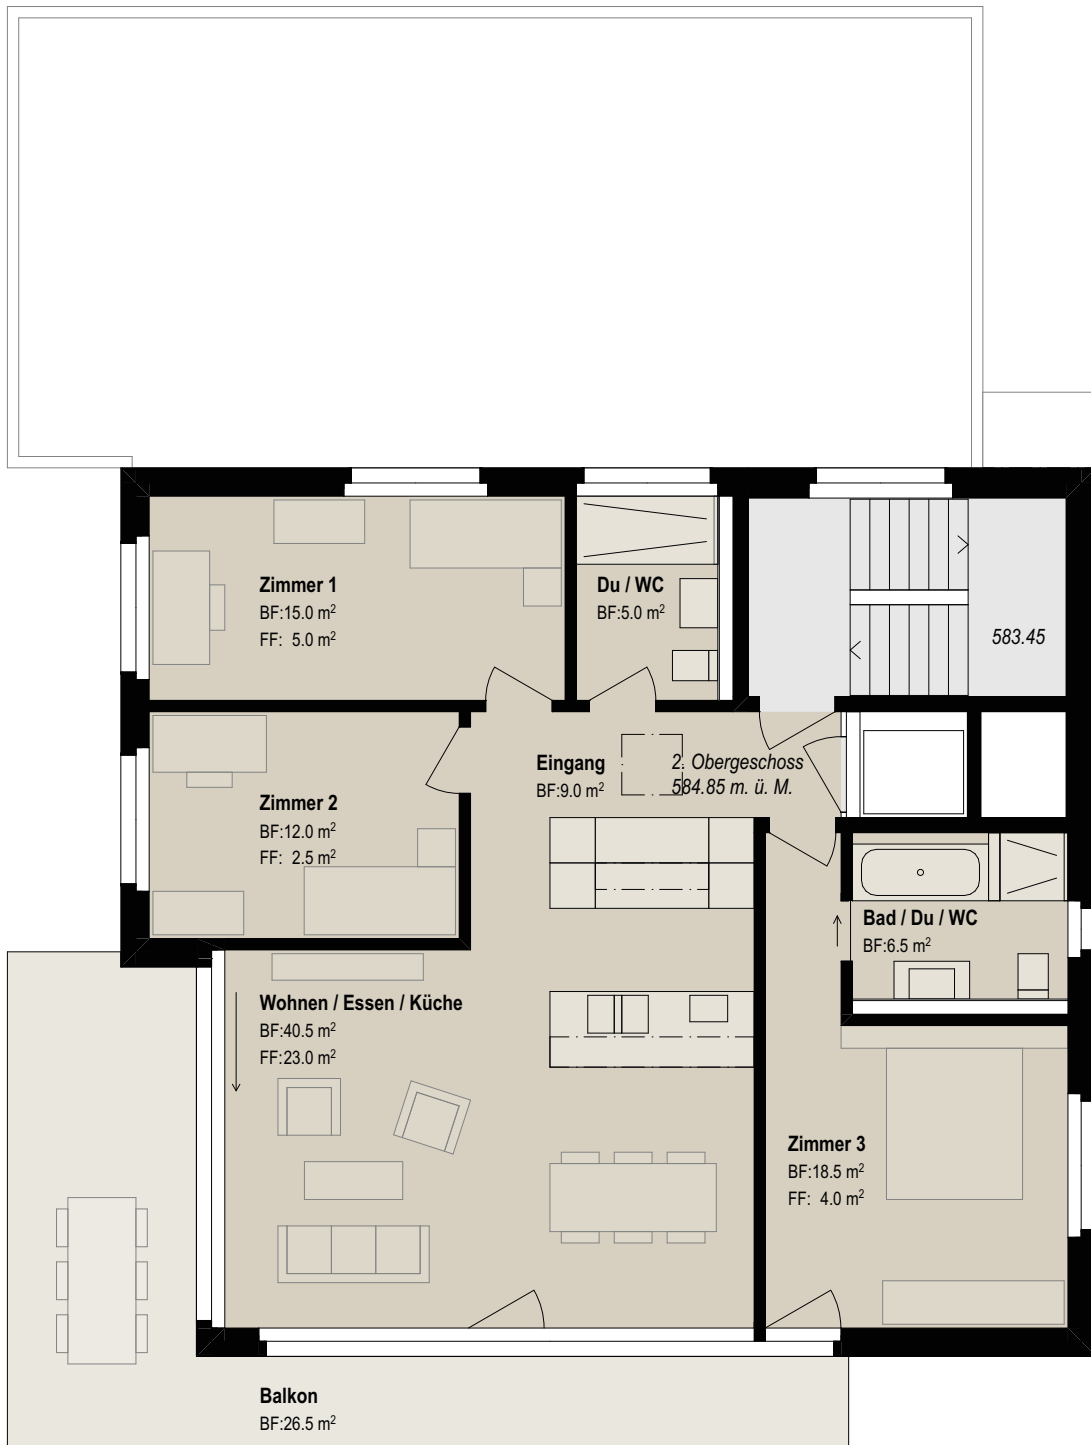 Zimmer 1
BF:15.0 m²
FF: 5.0 m²
Du / WC
BF:5.0 m²
583.45
Eingang
BF:9.0 m²
2. Obergeschoss
584.85 m. ü. M.
Zimmer 2
BF:12.0 m²
FF: 2.5 m²
Bad / Du / WC
BF:6.5 m²
Wohnen / Essen / Küche
BF:40.5 m²
FF:23.0 m²
Zimmer 3
BF:18.5 m²
FF: 4.0 m²
Balkon
BF:26.5 m²